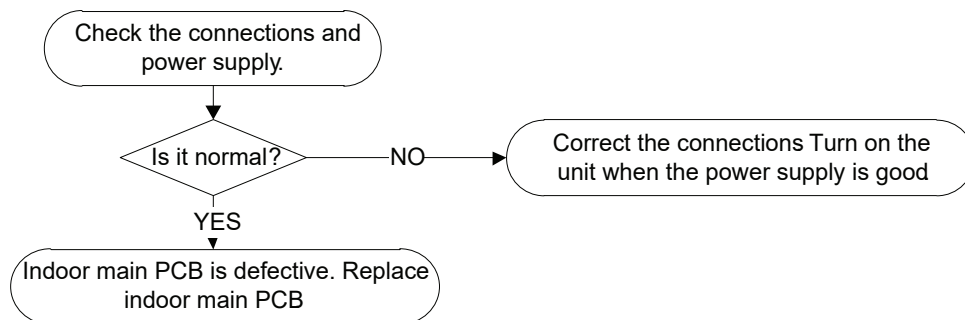 Check the connections and
power supply.
Is it normal?
NO
Correct the connections Turn on the
unit when the power supply is good
YES
Indoor main PCB is defective. Replace
indoor main PCB